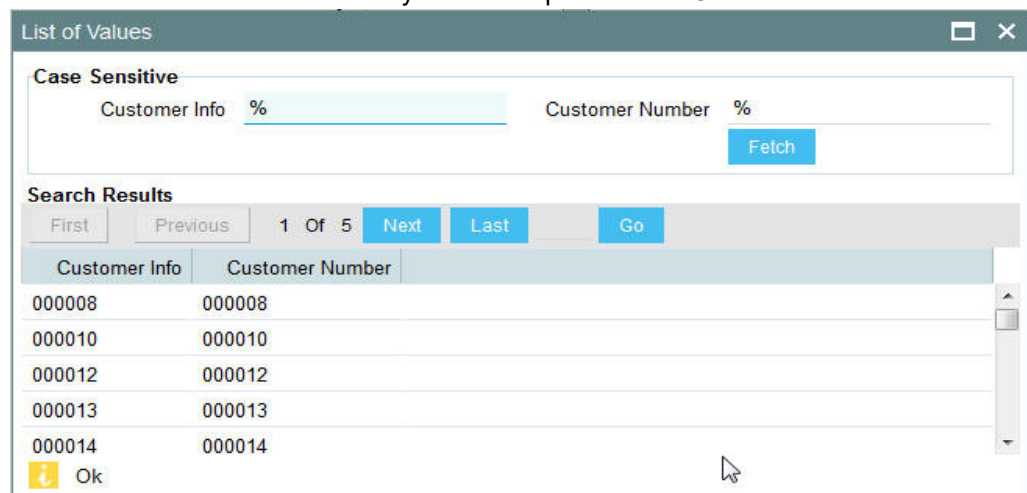 List of Values
Case Sensitive
Customer Info % Customer Number %
Fetch
Search Results
First Previous 1 Of 5 Next Last Go
Customer Info Customer Number
000008 000008
000010 000010
000012 000012
000013 000013
000014 000014
Ok